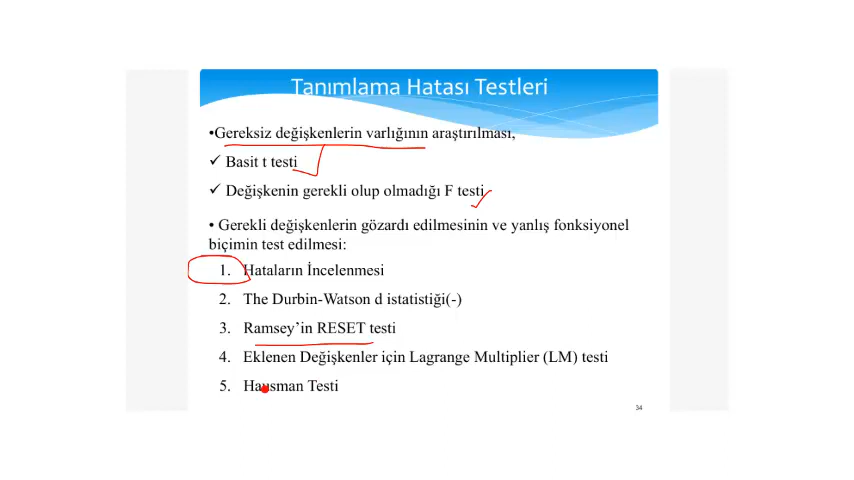 Tanımlama Hatası Testleri
•Gereksiz değişkenlerin varlığının araştırılması,
✓ Basit t testi
✓ Değişkenin gerekli olup olmadığı F testi
• Gerekli değişkenlerin gözardı edilmesinin ve yanlış fonksiyonel
biçimin test edilmesi:
1. Hataların İncelenmesi
2. The Durbin-Watson d istatistiği(-)
3. Ramsey’in RESET testi
4. Eklenen Değişkenler için Lagrange Multiplier (LM) testi
5. Hausman Testi
34